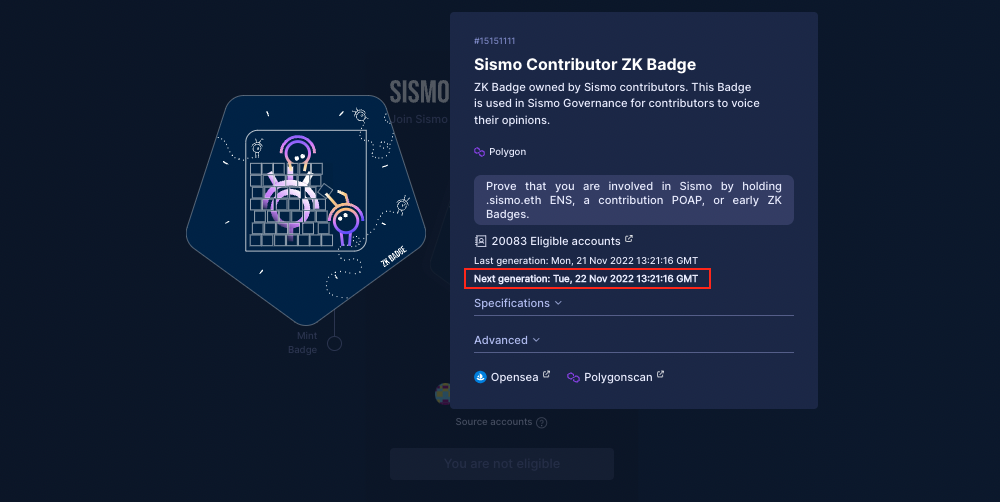 #15151111
Sismo Contributor ZK Badge
ZK Badge owned by Sismo contributors. This Badge
is used in Sismo Governance for contributors to voice
their opinions.
Polygon
Prove that you are involved in Sismo by holding
.sismo.eth ENS, a contribution POAP, or early ZK
Badges.
20083 Eligible accounts
Last generation: Mon, 21 Nov 2022 13:21:16 GMT
Next generation: Tue, 22 Nov 2022 13:21:16 GMT
Specifications
Advanced
Opensea
Polygonscan
SISMO
Join Sismo
ZK BADGE
Mint
Badge
Source accounts
You are not eligible